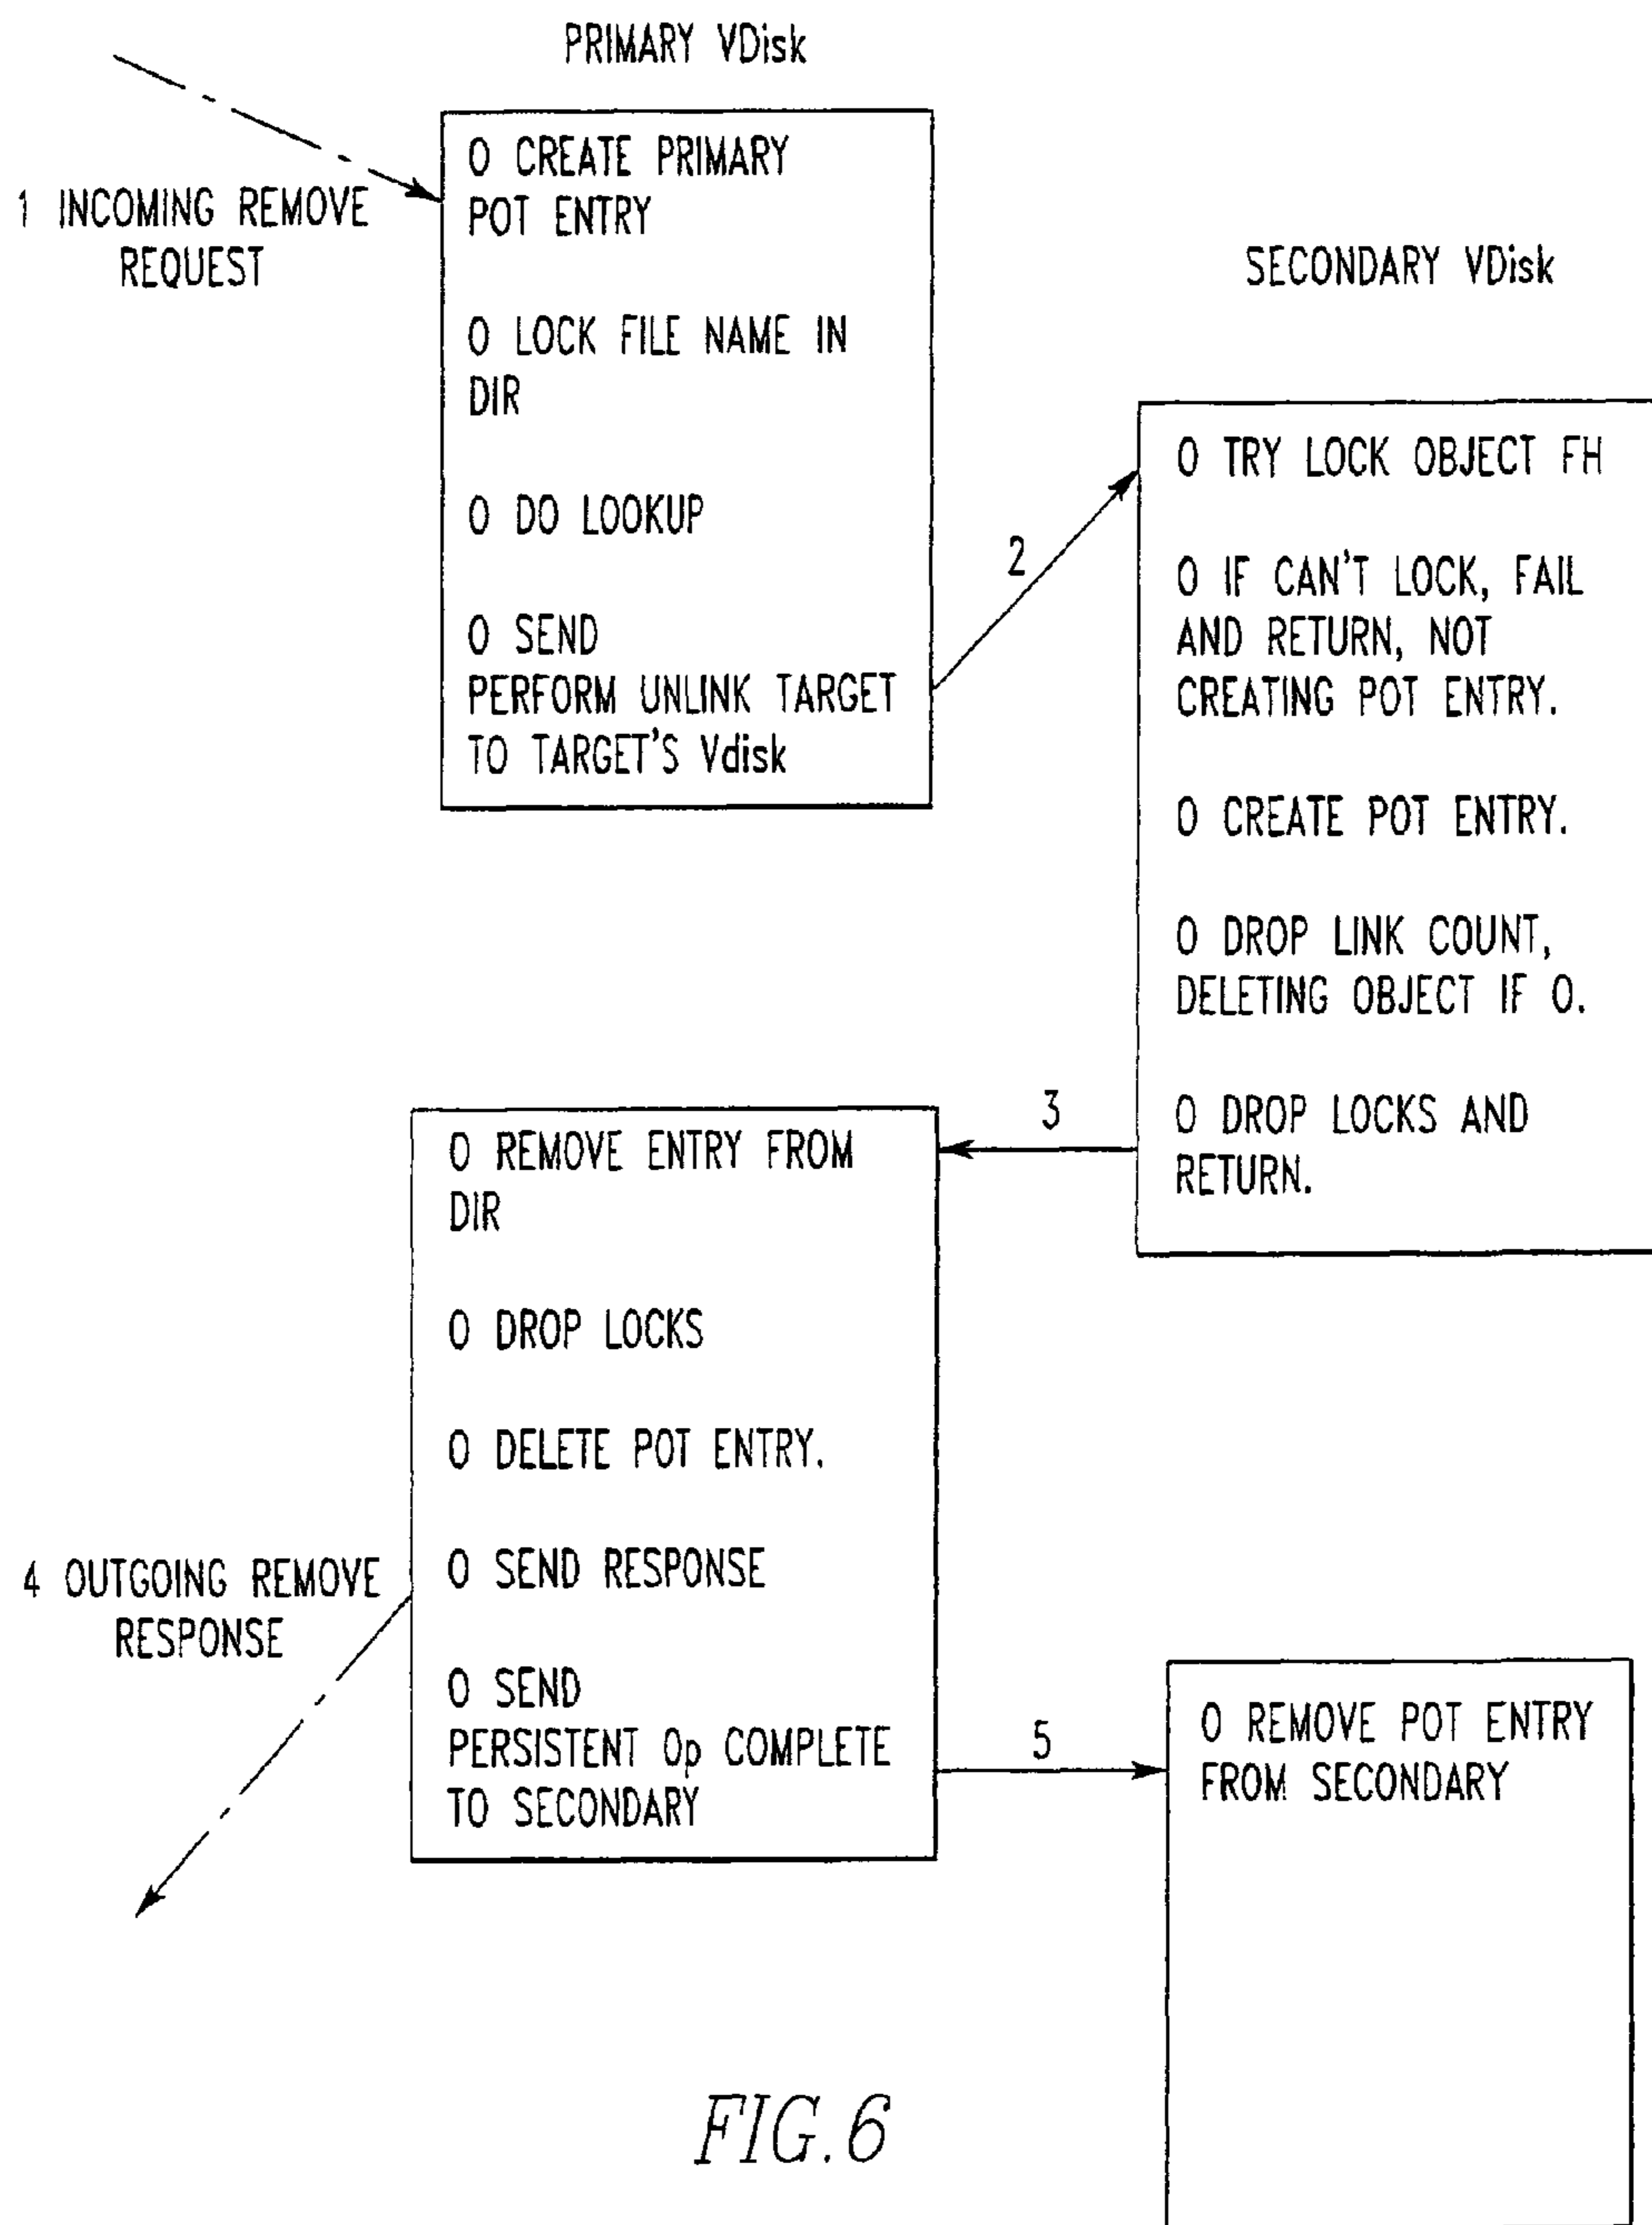 PRIMARY VDisk
1 INCOMING REMOVE
REQUEST
O CREATE PRIMARY
POT ENTRY
O LOCK FILE NAME IN
DIR
O DO LOOKUP
O SEND
PERFORM UNLINK TARGET
TO TARGET'S Vdisk
2
SECONDARY VDisk
O TRY LOCK OBJECT FH
O IF CAN'T LOCK, FAIL
AND RETURN, NOT
CREATING POT ENTRY.
O CREATE POT ENTRY.
O DROP LINK COUNT,
DELETING OBJECT IF 0.
O DROP LOCKS AND
RETURN.
3
O REMOVE ENTRY FROM
DIR
O DROP LOCKS
O DELETE POT ENTRY.
O SEND RESPONSE
O SEND
PERSISTENT Op COMPLETE
TO SECONDARY
4 OUTGOING REMOVE
RESPONSE
5
O REMOVE POT ENTRY
FROM SECONDARY
FIG.6